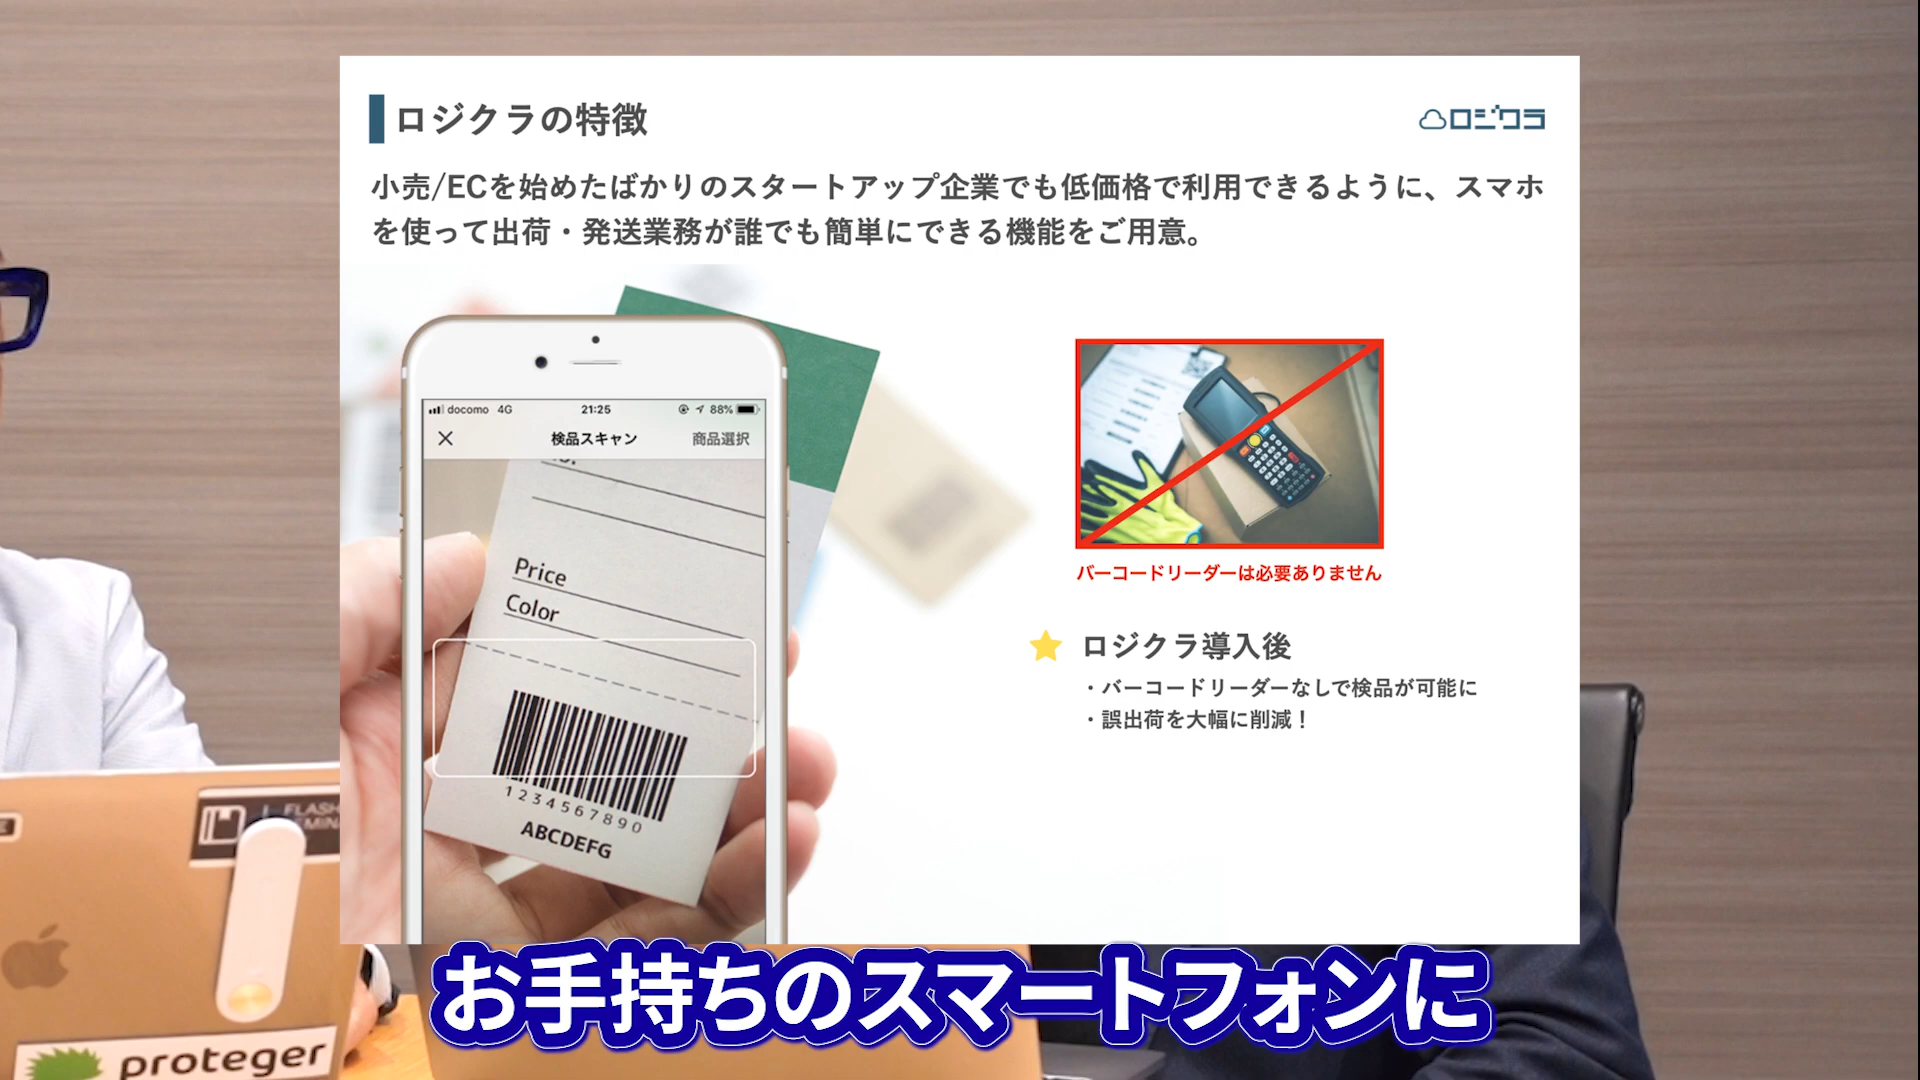 ロジクラの特徴
ロジクラ
小売/ECを始めたばかりのスタートアップ企業でも低価格で利用できるように、スマホ
を使って出荷・発送業務が誰でも簡単にできる機能をご用意。
docomo 4G 21:25 88%
検品スキャン 商品選択
Price
Color
1234567890
ABCDEFG
バーコードリーダーは必要ありません
ロジクラ導入後
・バーコードリーダーなしで検品が可能に
・誤出荷を大幅に削減！
FLASH
proteger
お手持ちのスマートフォンに